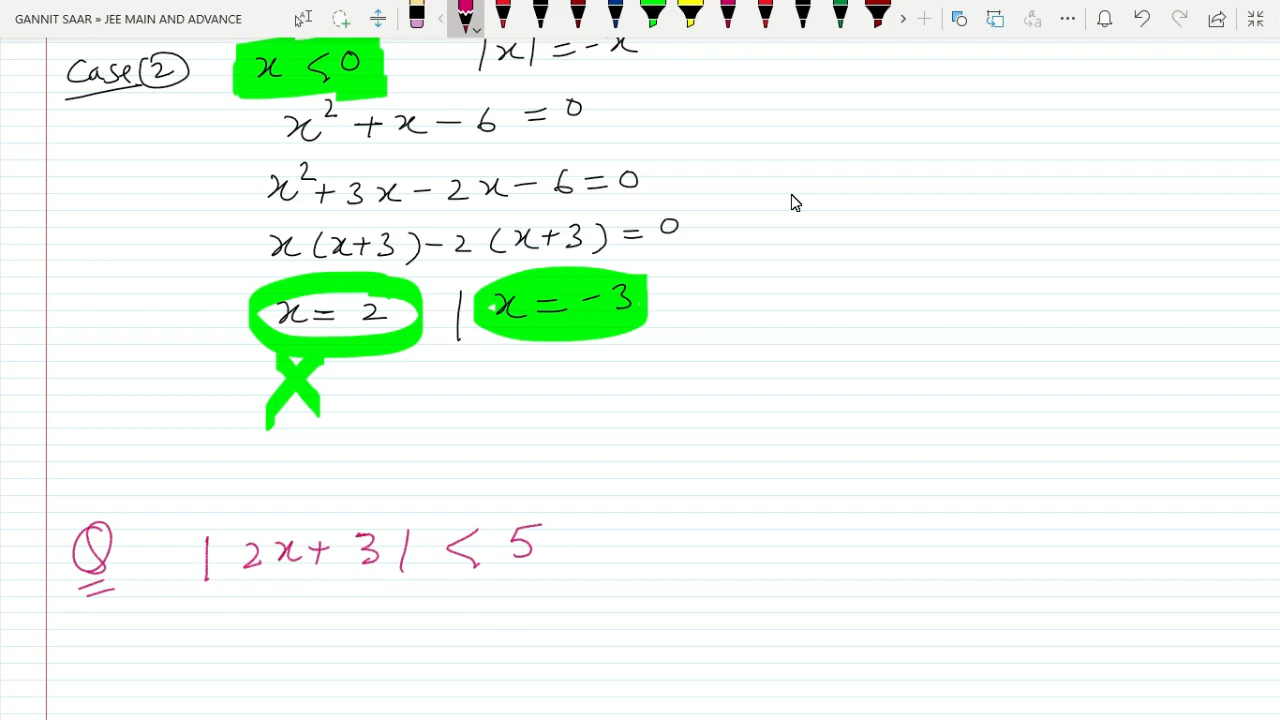 GANNIT SAAR » JEE MAIN AND ADVANCE
Case(2) x < 0 |x| = -x
x² + x - 6 = 0
x² + 3x - 2x - 6 = 0
x(x+3) - 2(x+3) = 0
x = 2 | x = -3
X
Q |2x + 3| < 5